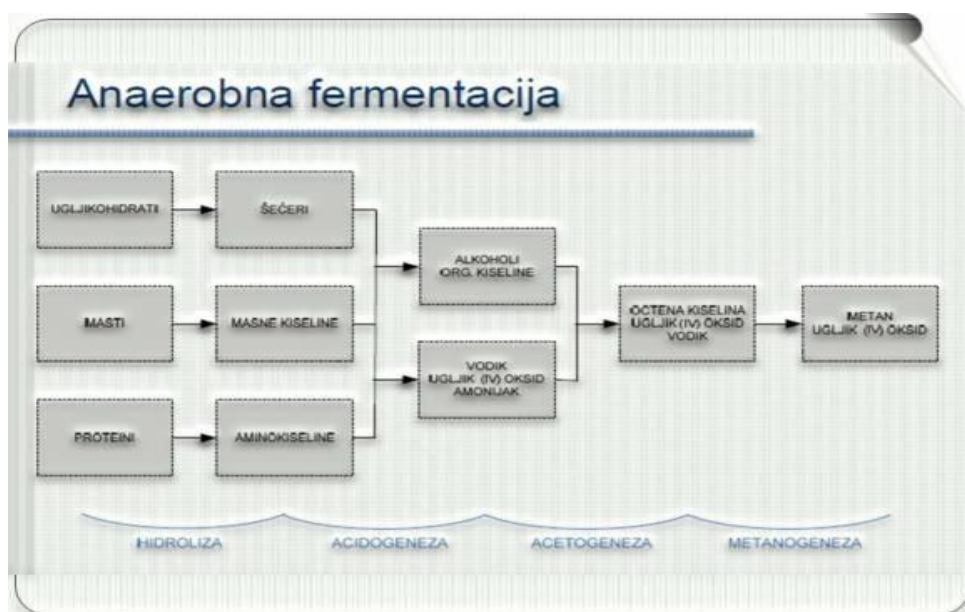 Anaerobna fermentacija
UGLJIKOHIDRATI
ŠEĆERI
ALKOHOLI
ORG. KISELINE
MASTI
MASNE KISELINE
OCTENA KISELINA
UGLJIK (IV) OKSID
VODIK
METAN
UGLJIK (IV) OKSID
VODIK
UGLJIK (IV) OKSID
AMONIJAK
PROTEINI
AMINOKISELINE
HIDROLIZA
ACIDOGENEZA
ACETOGENEZA
METANOGENEZA